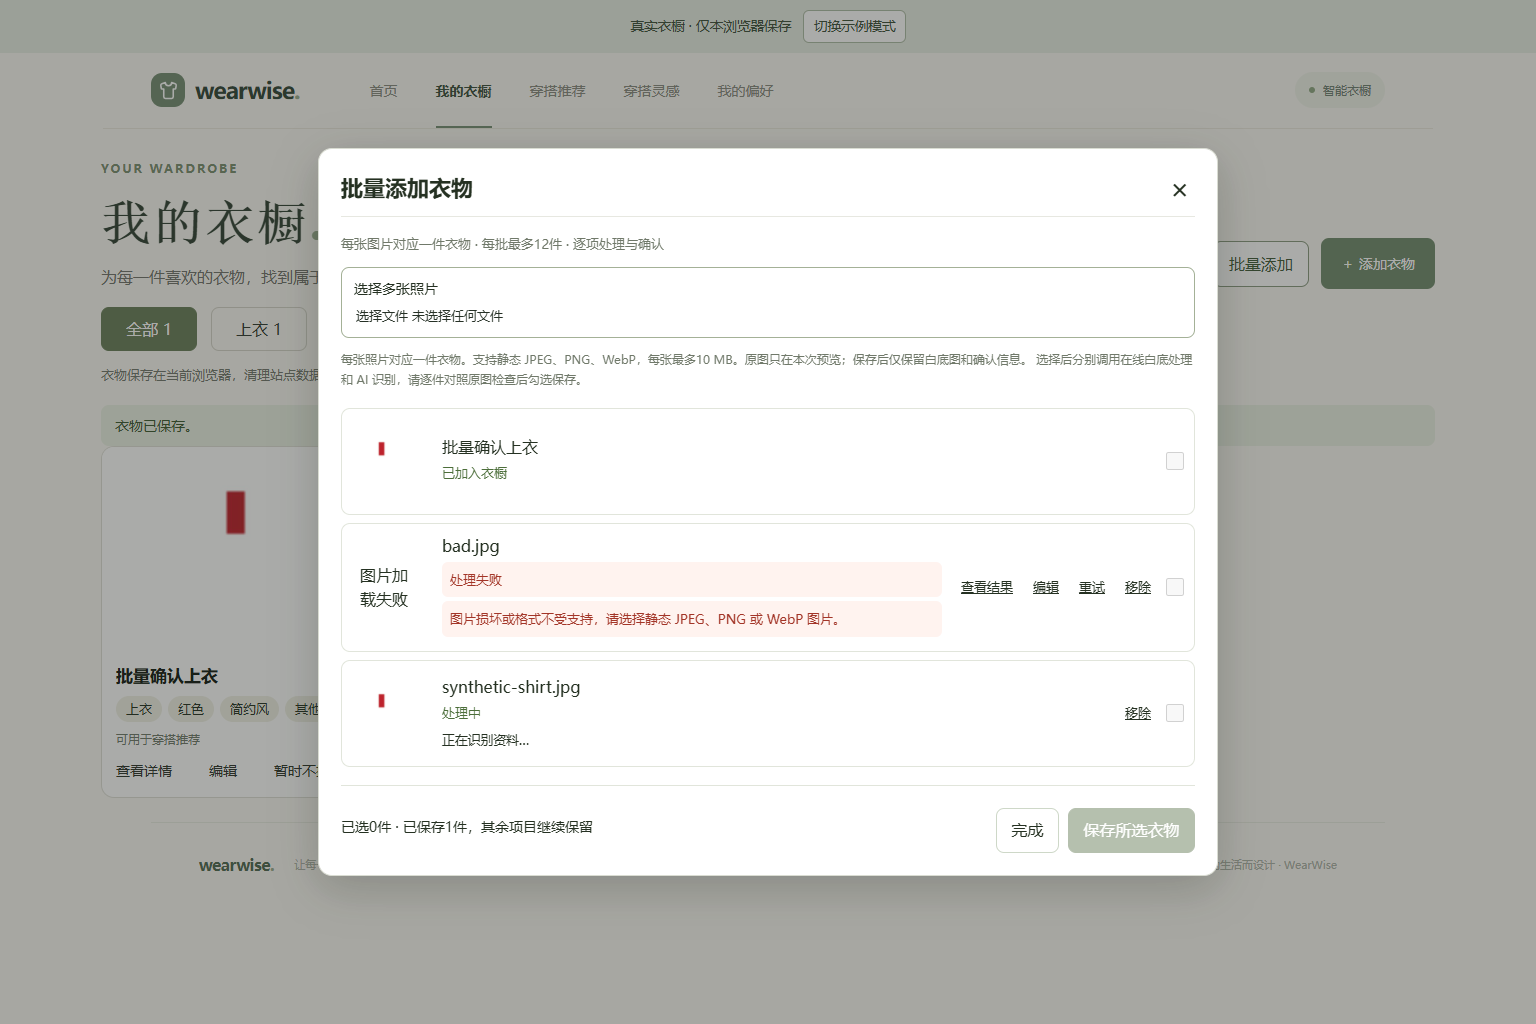 真实衣橱 · 仅本浏览器保存 切换示例模式
wearwise. 首页 我的衣橱 穿搭推荐 穿搭灵感 我的偏好 智能衣橱
YOUR WARDROBE
我的衣橱.
为每一件喜欢的衣物，找到属于
批量添加 + 添加衣物
全部 1 上衣 1
衣物保存在当前浏览器，清理站点数据
衣物已保存。
批量确认上衣
上衣 红色 简约风 其他
可用于穿搭推荐
查看详情 编辑 暂时不
批量添加衣物
每张图片对应一件衣物 · 每批最多12件 · 逐项处理与确认
选择多张照片
选择文件 未选择任何文件
每张照片对应一件衣物。支持静态 JPEG、PNG、WebP，每张最多10 MB。原图只在本次预览；保存后仅保留白底图和确认信息。 选择后分别调用在线白底处理
和 AI 识别，请逐件对照原图检查后勾选保存。
批量确认上衣
已加入衣橱
图片加
载失败
bad.jpg
处理失败
图片损坏或格式不受支持，请选择静态 JPEG、PNG 或 WebP 图片。
查看结果 编辑 重试 移除
synthetic-shirt.jpg
处理中
正在识别资料...
移除
已选0件 · 已保存1件，其余项目继续保留
完成 保存所选衣物
wearwise. 让每
生活而设计 · WearWise